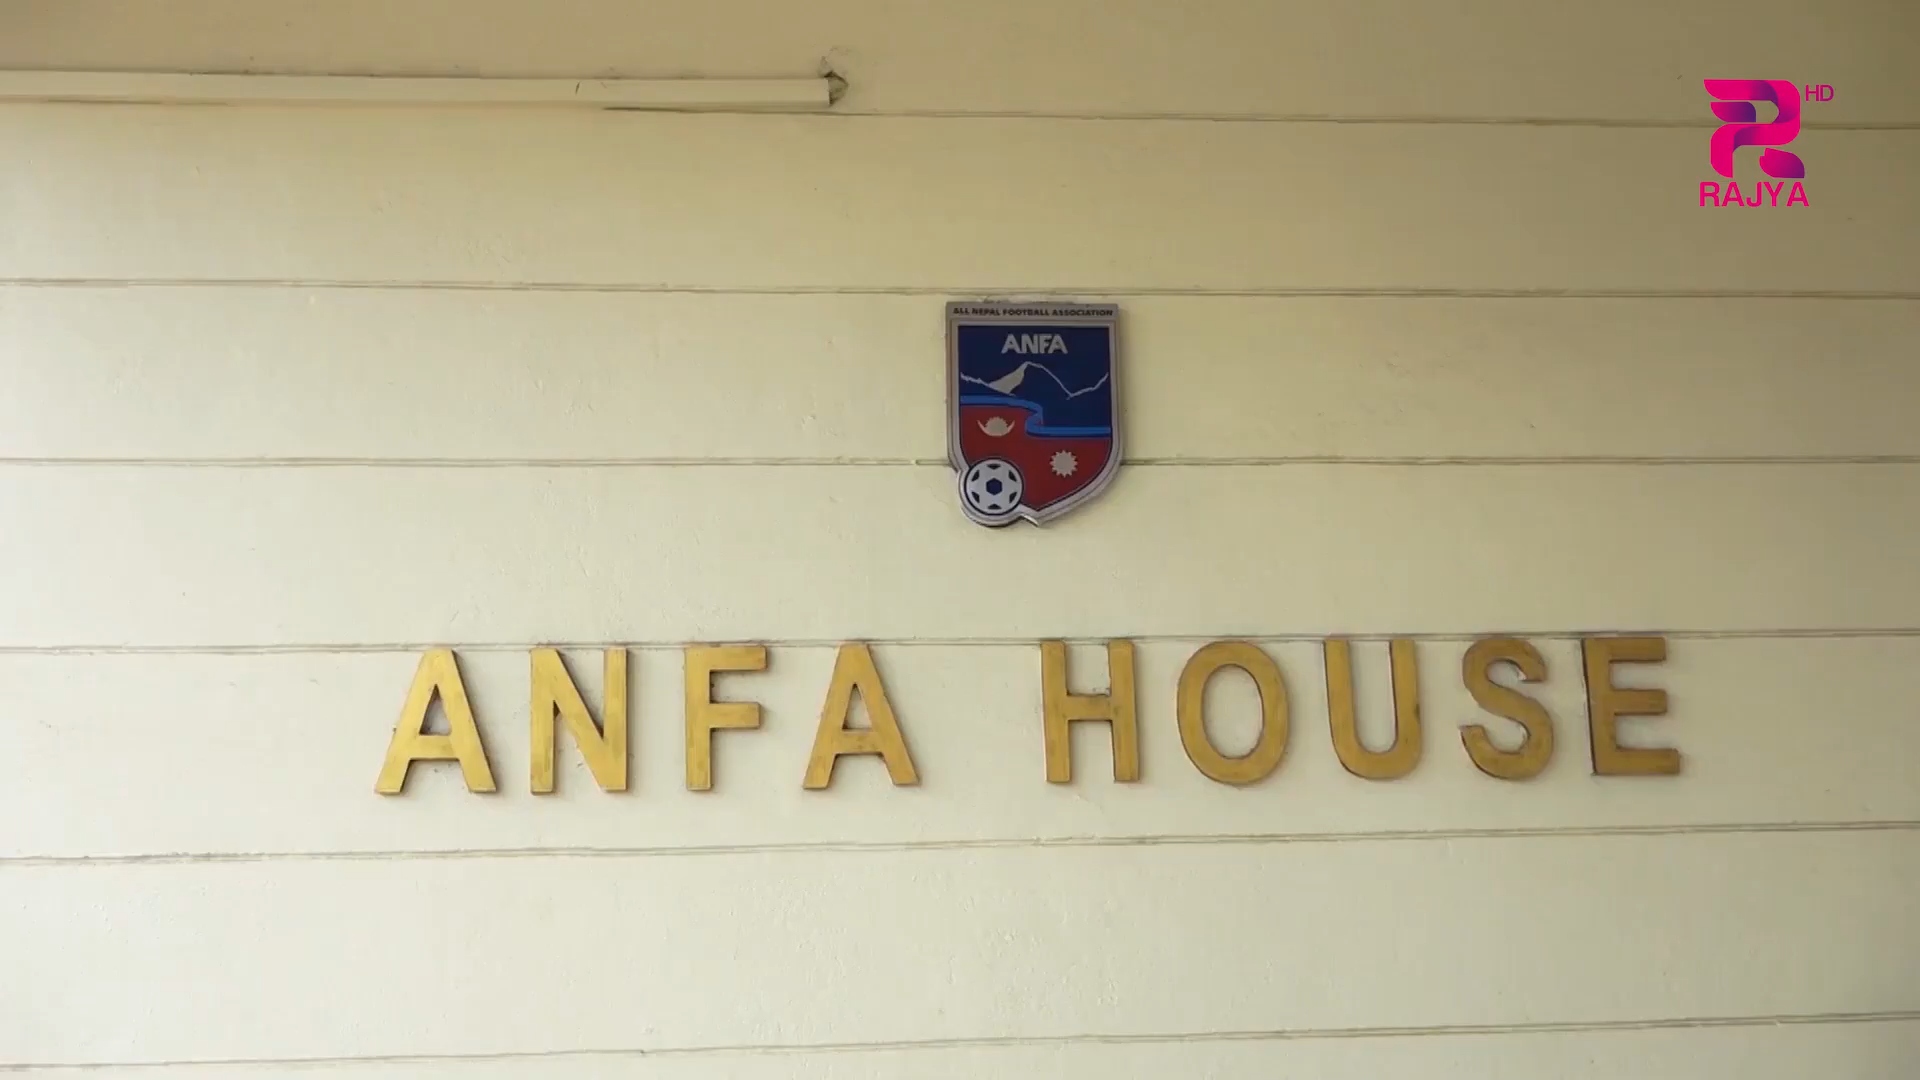 HD
RAJYA
ALL NEPAL FOOTBALL ASSOCIATION
ANFA
ANFA HOUSE